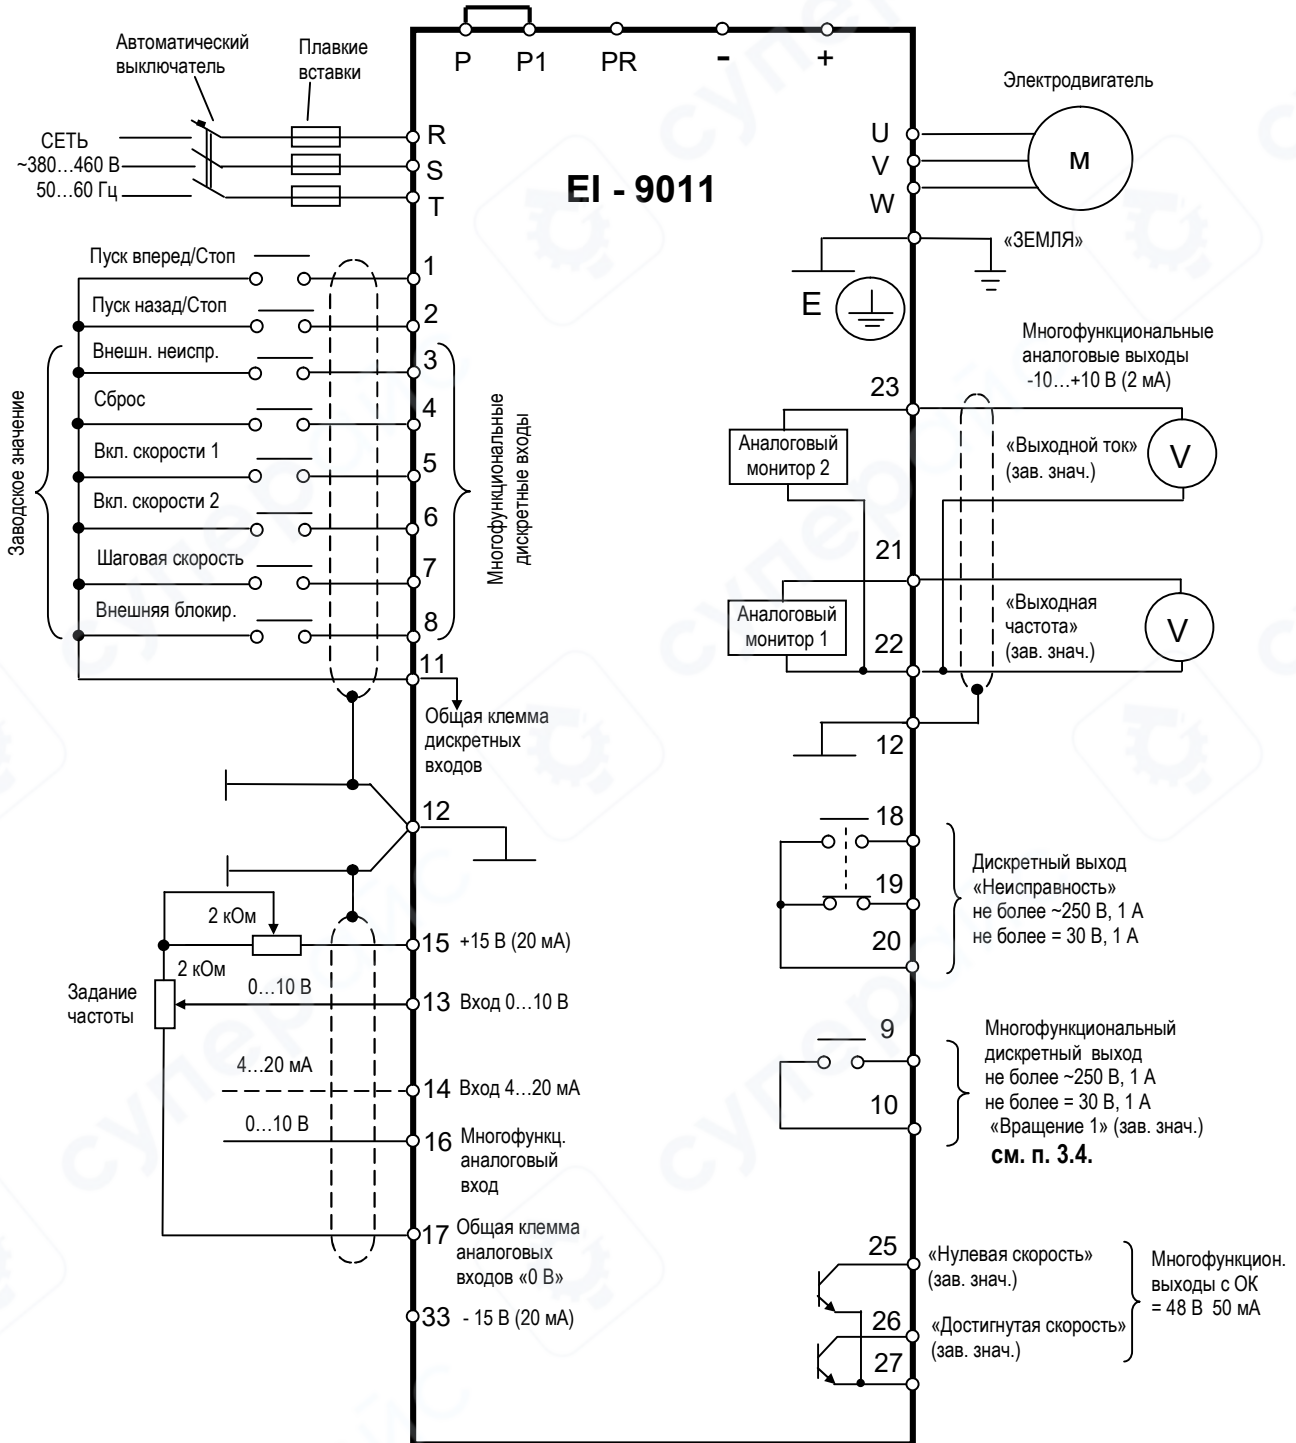 P
P1
PR
-
+
Автоматический
выключатель
Плавкие
вставки
СЕТЬ
~380...460 В
50...60 Гц
R
S
T
EI - 9011
Электродвигатель
U
V
W
М
«ЗЕМЛЯ»
E
Заводское значение
Пуск вперед/Стоп
1
Пуск назад/Стоп
2
Внешн. неиспр.
3
Сброс
4
Вкл. скорости 1
5
Вкл. скорости 2
6
Шаговая скорость
7
Внешняя блокир.
8
Многофункциональные
дискретные входы
11
Общая клемма
дискретных
входов
12
2 кОм
15 +15 В (20 мА)
2 кОм
Задание
частоты
0...10 В
13 Вход 0...10 В
4...20 мА
14 Вход 4...20 мА
0...10 В
16 Многофункц.
аналоговый
вход
17 Общая клемма
аналоговых
входов «0 В»
33 - 15 В (20 мА)
Многофункциональные
аналоговые выходы
-10...+10 В (2 мА)
23
Аналоговый
монитор 2
«Выходной ток»
(зав. знач.)
V
21
Аналоговый
монитор 1
22
«Выходная
частота»
(зав. знач.)
V
12
18
19
20
Дискретный выход
«Неисправность»
не более ~250 В, 1 А
не более = 30 В, 1 А
9
10
Многофункциональный
дискретный выход
не более ~250 В, 1 А
не более = 30 В, 1 А
«Вращение 1» (зав. знач.)
см. п. 3.4.
25
«Нулевая скорость»
(зав. знач.)
26
«Достигнутая скорость»
(зав. знач.)
27
Многофункцион.
выходы с ОК
= 48 В 50 мА